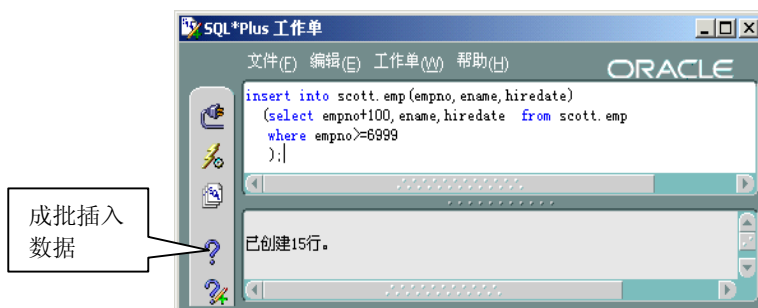 SQL*Plus 工作单
文件(F) 编辑(E) 工作单(W) 帮助(H)
ORACLE
insert into scott.emp(empno,ename,hiredate)
(select empno+100,ename,hiredate from scott.emp
where empno>=6999
);
成批插入
数据
已创建15行。